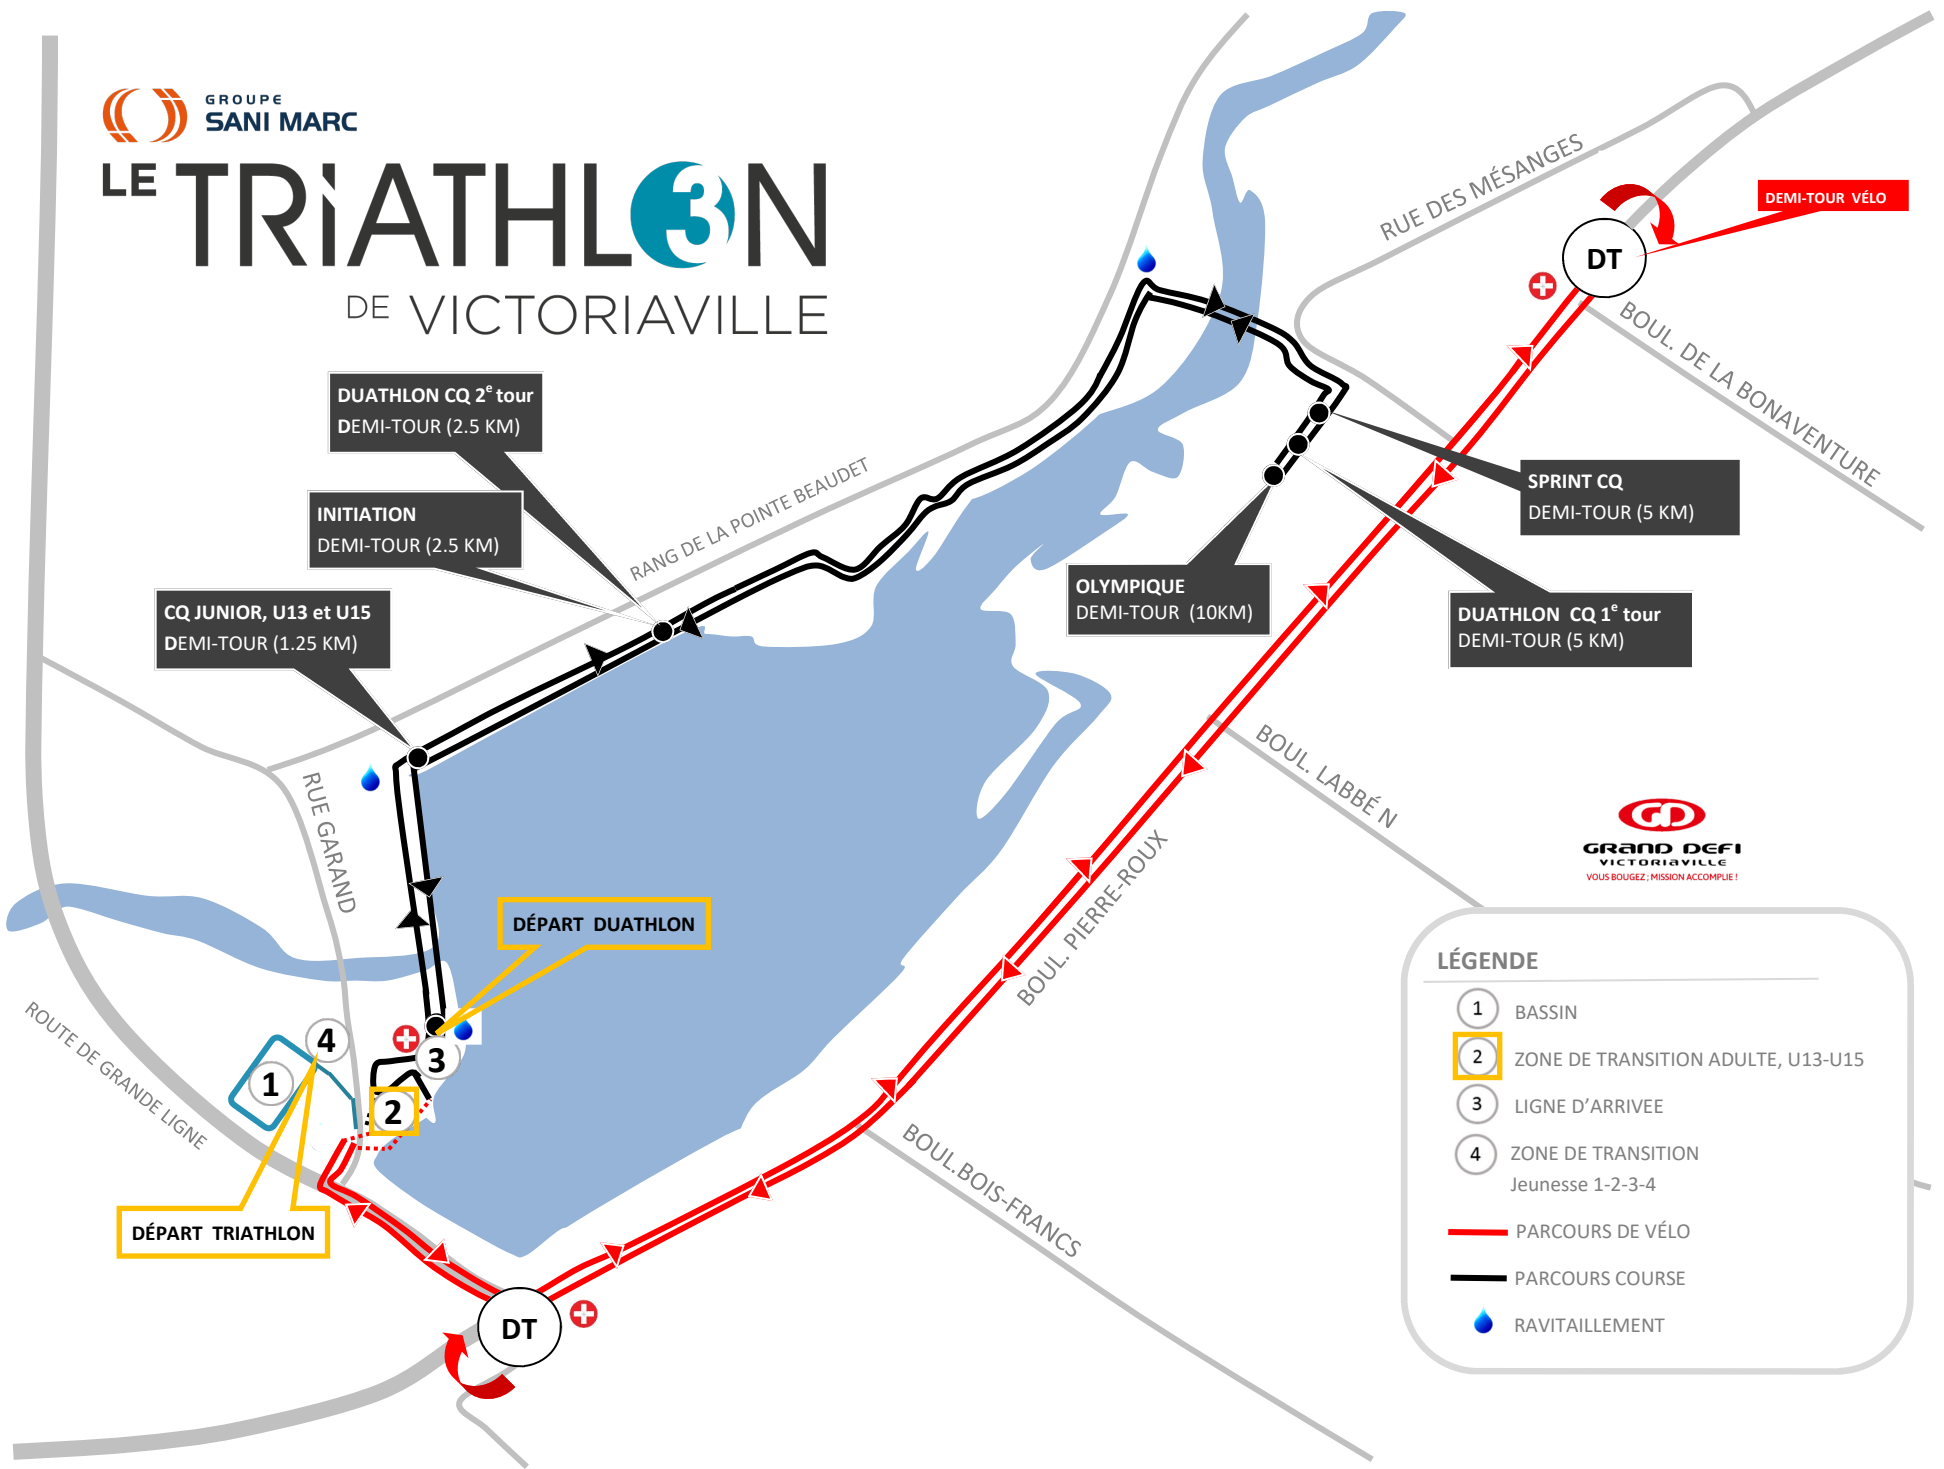 GROUPE
SANI MARC
LE TRiATHL3N
DE VICTORIAVILLE
DUATHLON CQ 2e tour
DEMI-TOUR (2.5 KM)
INITIATION
DEMI-TOUR (2.5 KM)
CQ JUNIOR, U13 et U15
DEMI-TOUR (1.25 KM)
RANG DE LA POINTE BEAUDET
RUE DES MÉSANGES
DEMI-TOUR VÉLO
DT
BOUL. DE LA BONAVENTURE
SPRINT CQ
DEMI-TOUR (5 KM)
OLYMPIQUE
DEMI-TOUR (10KM)
DUATHLON CQ 1e tour
DEMI-TOUR (5 KM)
BOUL. LABBÉ N
BOUL. PIERRE-ROUX
RUE GARAND
DÉPART DUATHLON
ROUTE DE GRANDE LIGNE
4
3
1
2
DÉPART TRIATHLON
BOUL.BOIS-FRANCS
DT
GD
GRAND DEFI
VICTORIAVILLE
VOUS BOUGEZ ; MISSION ACCOMPLIE !
LÉGENDE
1 BASSIN
2 ZONE DE TRANSITION ADULTE, U13-U15
3 LIGNE D'ARRIVEE
4 ZONE DE TRANSITION
Jeunesse 1-2-3-4
PARCOURS DE VÉLO
PARCOURS COURSE
RAVITAILLEMENT